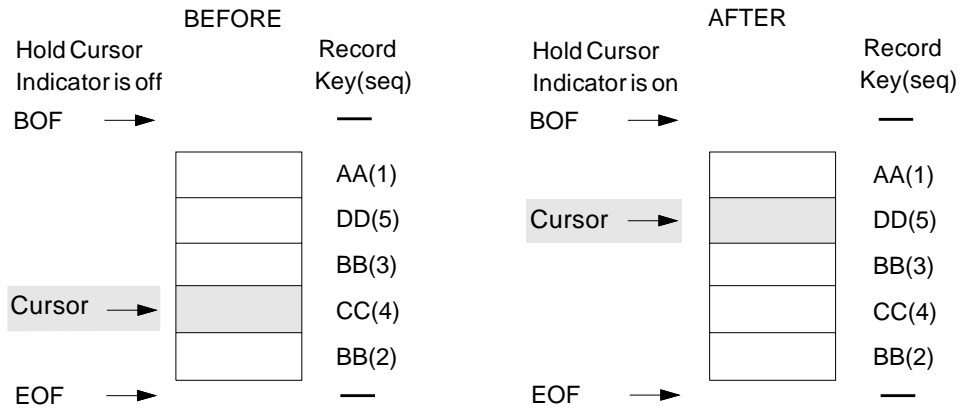 BEFORE
Hold Cursor
Indicator is off
Record
Key(seq)
BOF
AA(1)
DD(5)
BB(3)
Cursor
CC(4)
BB(2)
EOF
AFTER
Hold Cursor
Indicator is on
Record
Key(seq)
BOF
AA(1)
Cursor
DD(5)
BB(3)
CC(4)
BB(2)
EOF